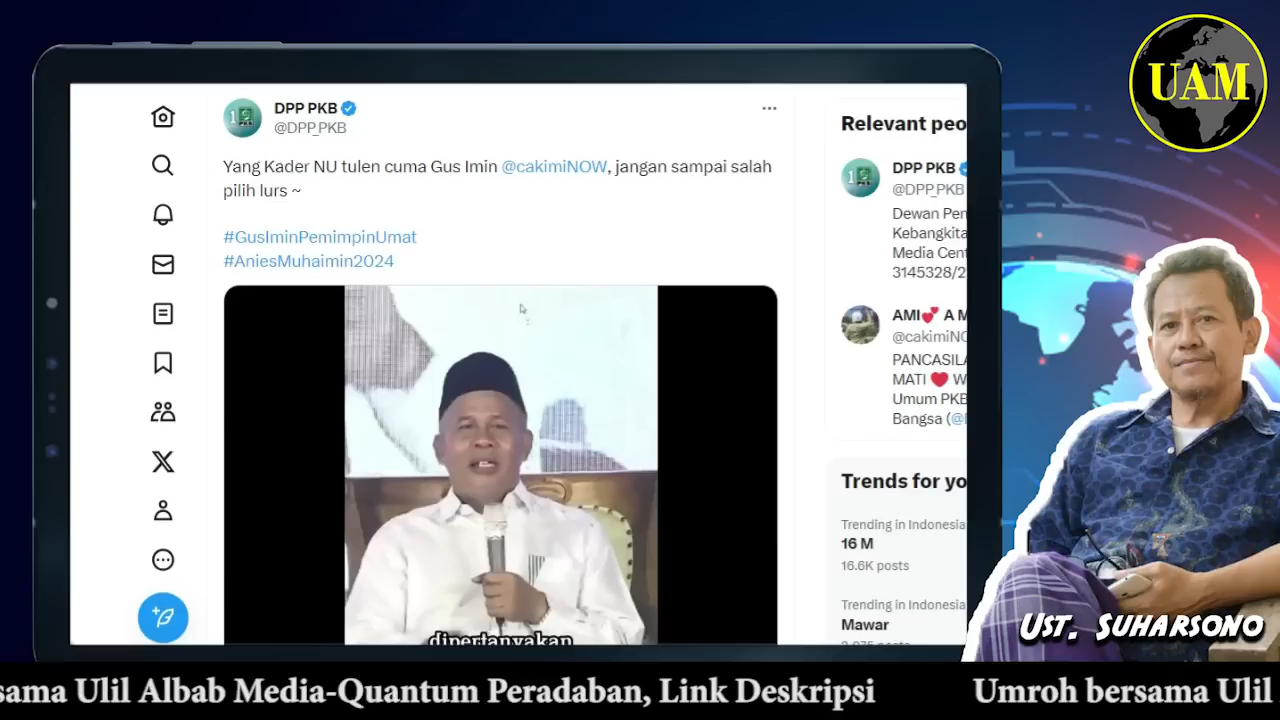 UAM
DPP PKB
@DPP_PKB
Yang Kader NU tulen cuma Gus Imin @cakimiNOW, jangan sampai salah
pilih lurs ~
#GusIminPemimpinUmat
#AniesMuhaimin2024
dipertanyakan
Relevant peo
DPP PKB
@DPP_PKB
Dewan Pen
Kebangkita
Media Cent
3145328/2
AMI💕 A M
@cakimiNO
PANCASILA
MATI ❤️ W
Umum PKB
Bangsa (@
Trends for yo
Trending in Indonesia
16 M
16.6K posts
Trending in Indonesia
Mawar
UST. SUHARSONO
sama Ulil Albab Media-Quantum Peradaban, Link Deskripsi
Umroh bersama Ulil